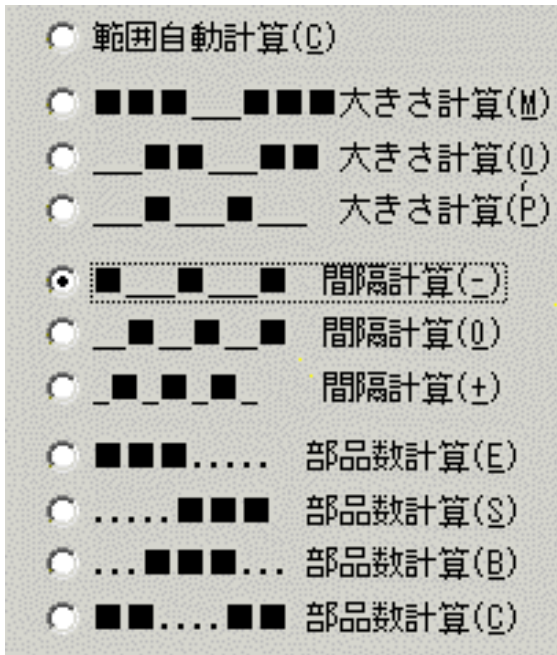 範囲自動計算(C)
■■■__■■■大きさ計算(M)
__■■__■■ 大きさ計算(0)
__■__■__ 大きさ計算(P)
■__■__■ 間隔計算(-)
_■_■_■ 間隔計算(0)
_■_■_■_ 間隔計算(+)
■■■..... 部品数計算(E)
.....■■■ 部品数計算(S)
...■■■... 部品数計算(B)
■■....■■ 部品数計算(C)